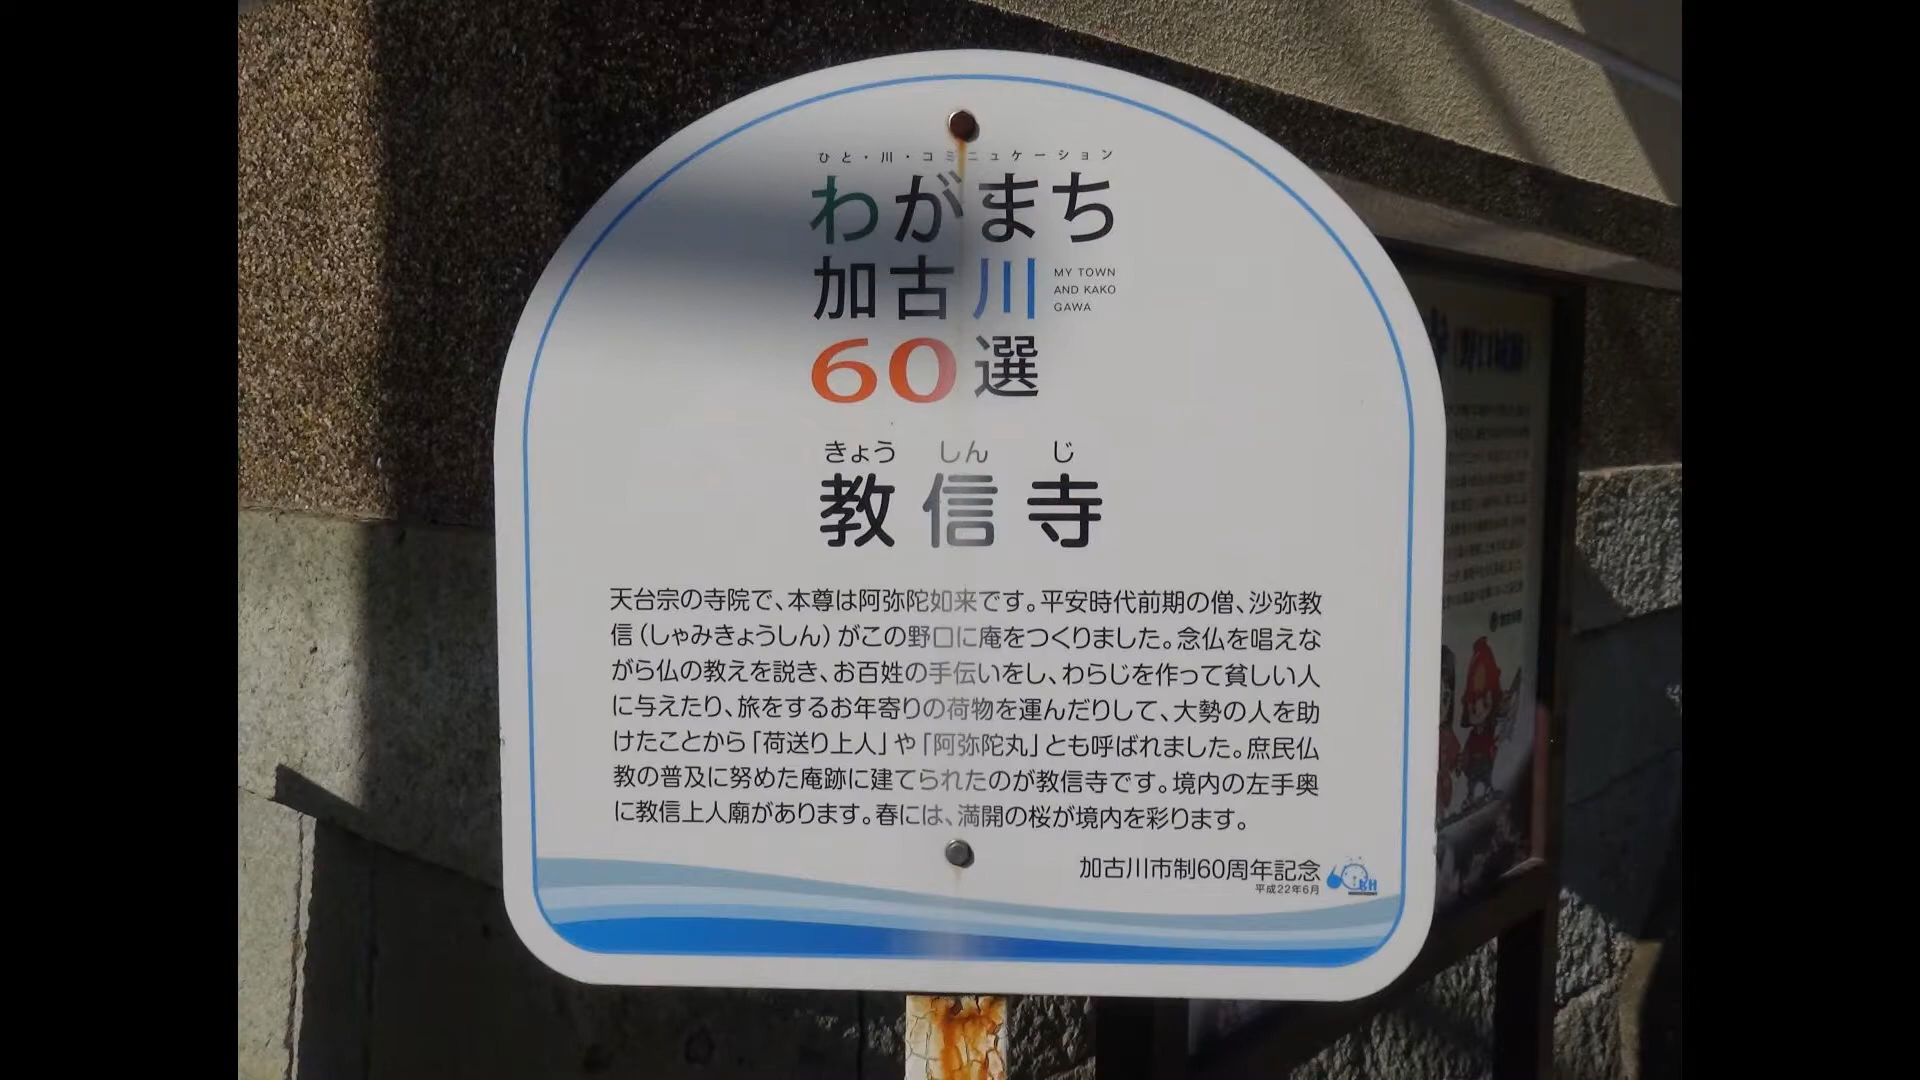 ひと・川・コミニュケーション
わがまち
加古川
MY TOWN
AND KAKO
GAWA
60選
きょう しん じ
教信寺
天台宗の寺院で、本尊は阿弥陀如来です。平安時代前期の僧、沙弥教
信（しゃみきょうしん）がこの野口に庵をつくりました。念仏を唱えな
がら仏の教えを説き、お百姓の手伝いをし、わらじを作って貧しい人
に与えたり、旅をするお年寄りの荷物を運んだりして、大勢の人を助
けたことから「荷送り上人」や「阿弥陀丸」とも呼ばれました。庶民仏
教の普及に努めた庵跡に建てられたのが教信寺です。境内の左手奥
に教信上人廟があります。春には、満開の桜が境内を彩ります。
加古川市制60周年記念
平成22年6月